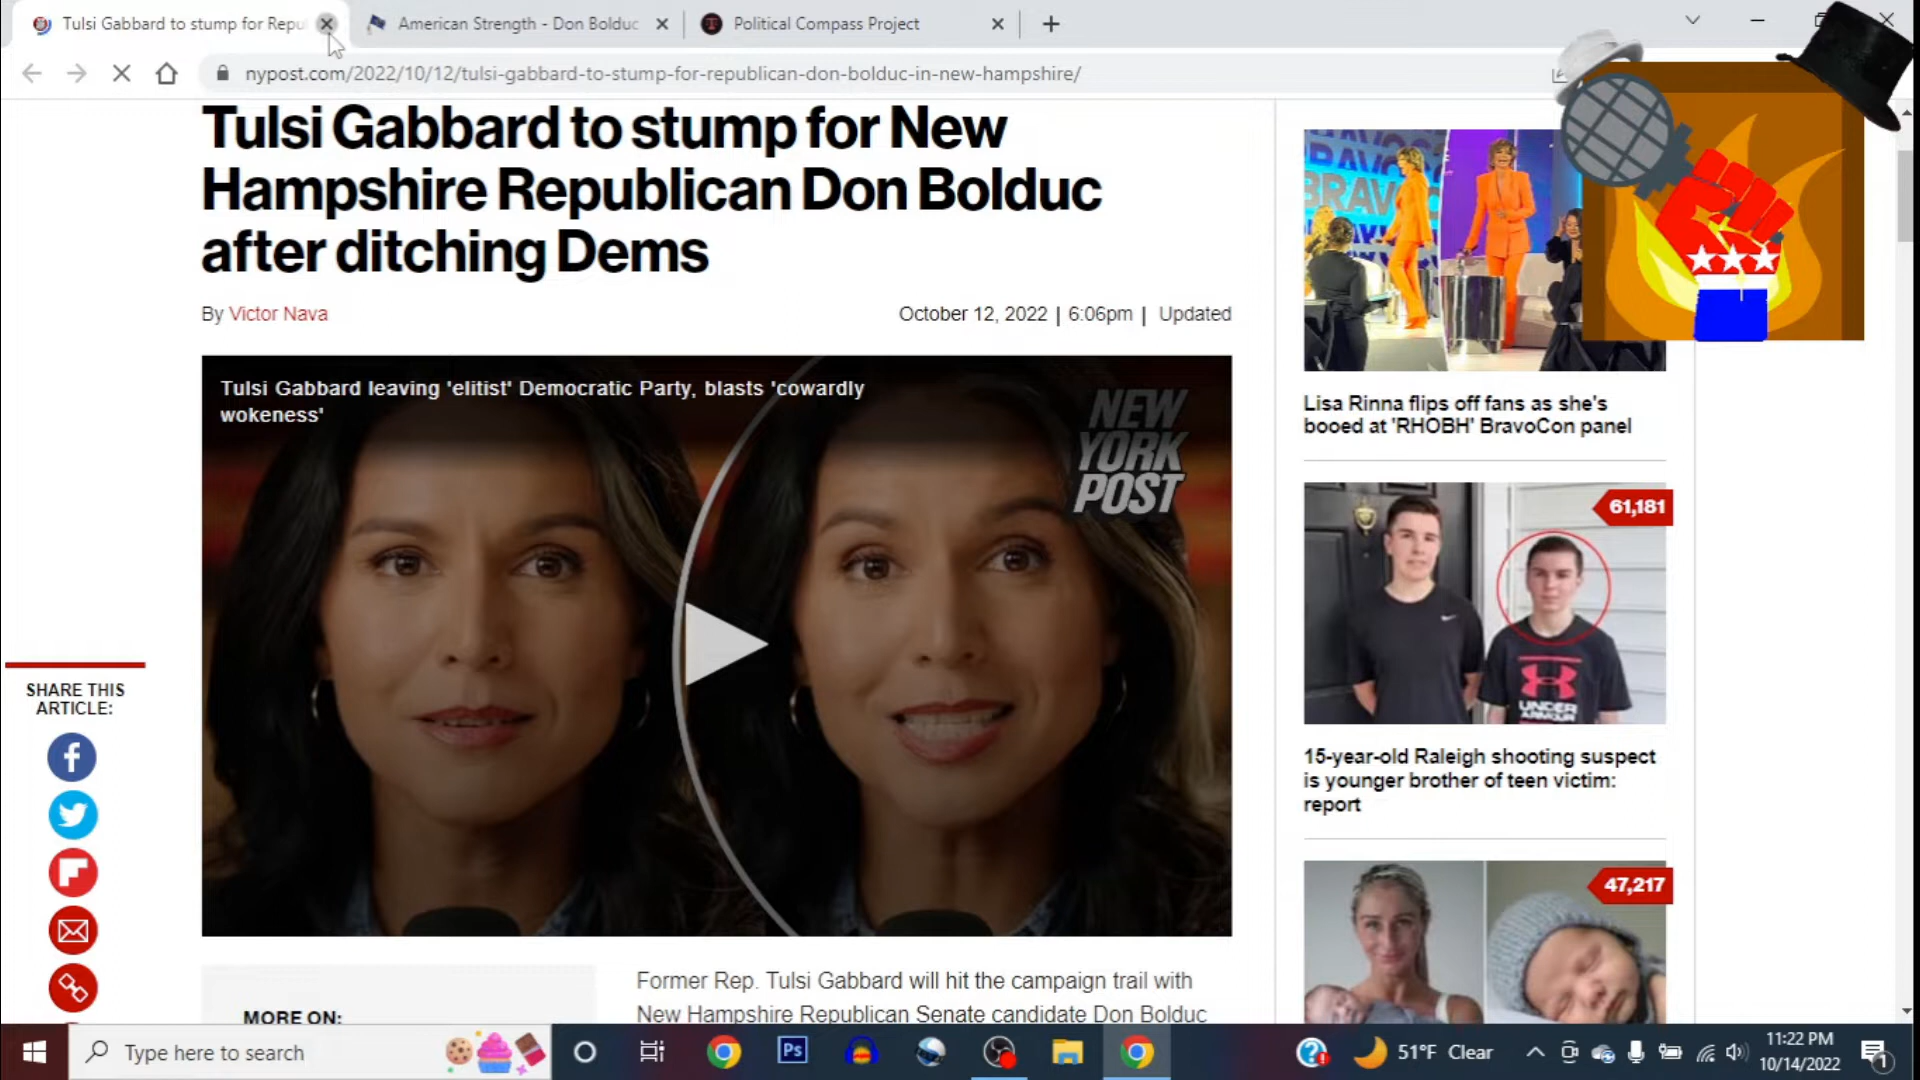 Tulsi Gabbard to stump for Repu
American Strength - Don Bolduc
Political Compass Project
nypost.com/2022/10/12/tulsi-gabbard-to-stump-for-republican-don-bolduc-in-new-hampshire/
Tulsi Gabbard to stump for New
Hampshire Republican Don Bolduc
after ditching Dems
By Victor Nava
October 12, 2022 | 6:06pm | Updated
Tulsi Gabbard leaving 'elitist' Democratic Party, blasts 'cowardly
wokeness'
NEW
YORK
POST
SHARE THIS
ARTICLE:
MORE ON:
Former Rep. Tulsi Gabbard will hit the campaign trail with
New Hampshire Republican Senate candidate Don Bolduc
BRAVO
Lisa Rinna flips off fans as she's
booed at 'RHOBH' BravoCon panel
61,181
UNDER
ARMOUR
15-year-old Raleigh shooting suspect
is younger brother of teen victim:
report
47,217
Type here to search
Ps
51°F Clear
11:22 PM
10/14/2022
1